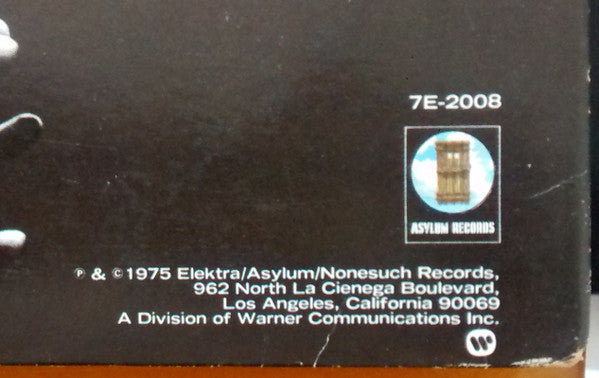 7E-2008
ASYLUM RECORDS
℗ & © 1975 Elektra/Asylum/Nonesuch Records,
962 North La Cienega Boulevard,
Los Angeles, California 90069
A Division of Warner Communications Inc.